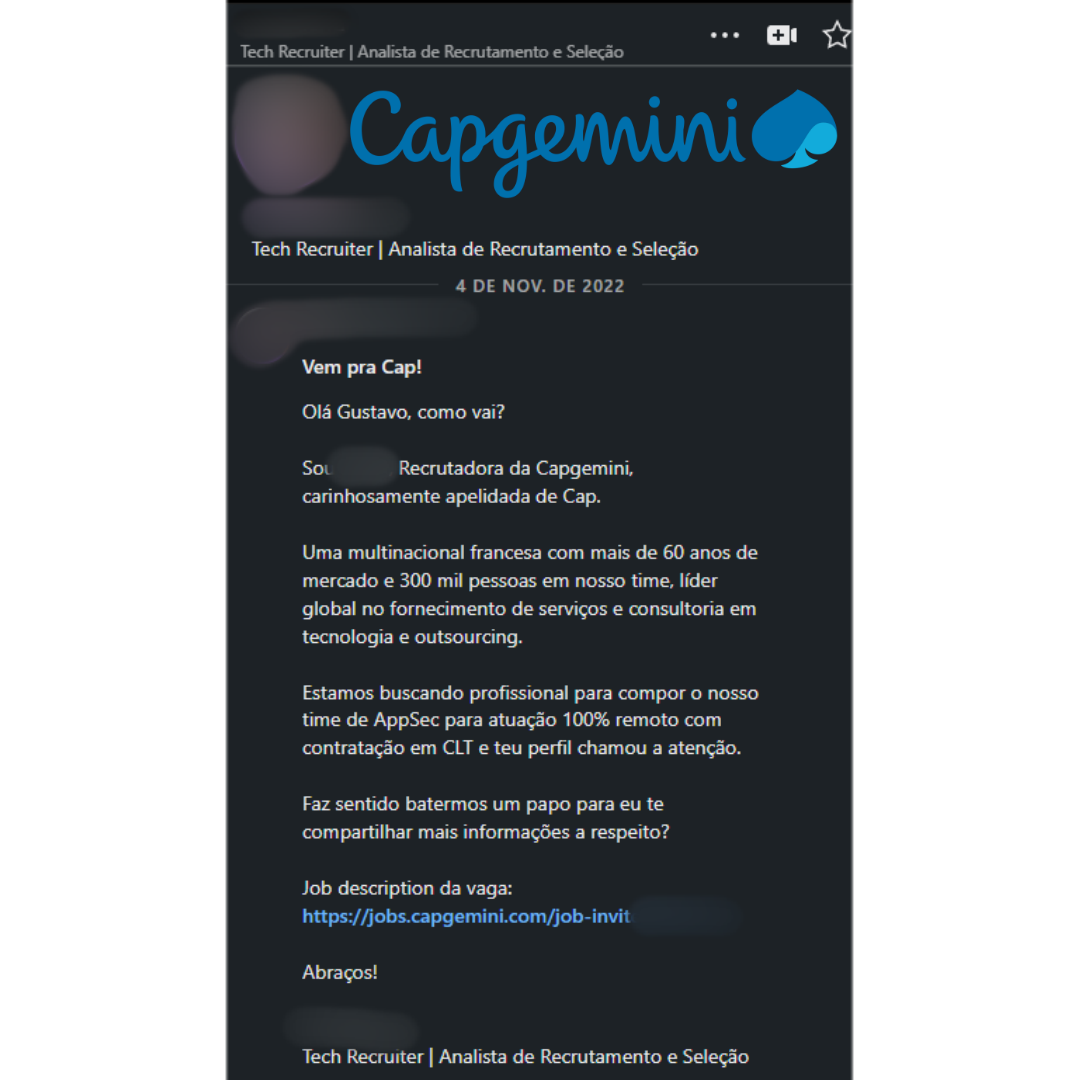 Tech Recruiter | Analista de Recrutamento e Seleção
Capgemini
Tech Recruiter | Analista de Recrutamento e Seleção
4 DE NOV. DE 2022
Vem pra Cap!
Olá Gustavo, como vai?
Sou Recrutadora da Capgemini,
carinhosamente apelidada de Cap.
Uma multinacional francesa com mais de 60 anos de
mercado e 300 mil pessoas em nosso time, líder
global no fornecimento de serviços e consultoria em
tecnologia e outsourcing.
Estamos buscando profissional para compor o nosso
time de AppSec para atuação 100% remoto com
contratação em CLT e teu perfil chamou a atenção.
Faz sentido batermos um papo para eu te
compartilhar mais informações a respeito?
Job description da vaga:
https://jobs.capgemini.com/job-invit
Abraços!
Tech Recruiter | Analista de Recrutamento e Seleção